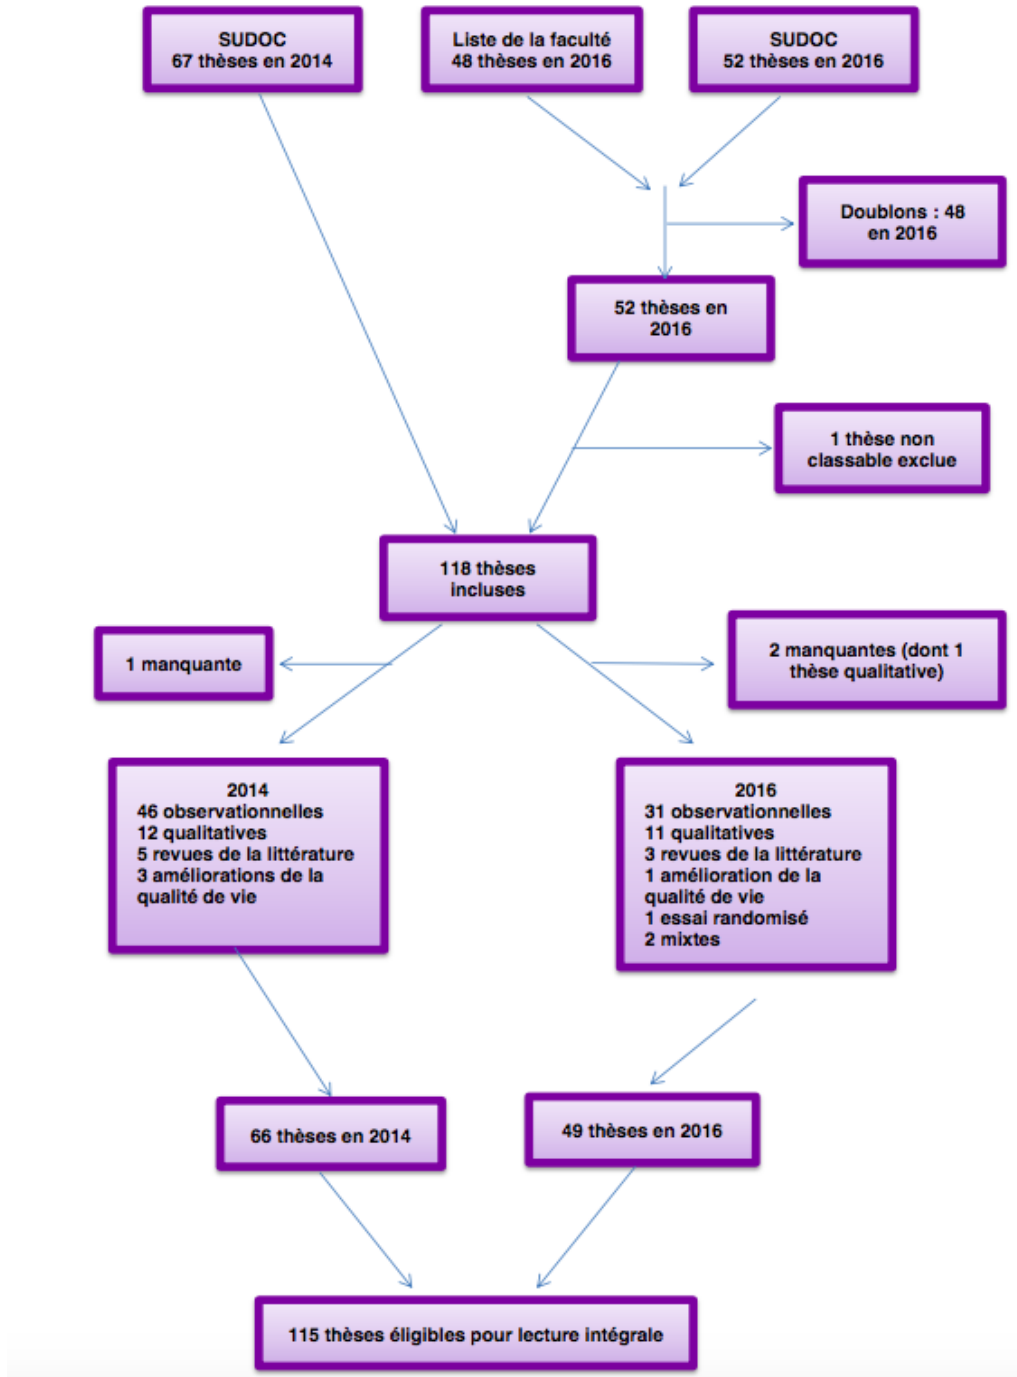 SUDOC
67 thèses en 2014
Liste de la faculté
48 thèses en 2016
SUDOC
52 thèses en 2016
Doublons : 48
en 2016
52 thèses en
2016
1 thèse non
classable exclue
118 thèses
incluses
1 manquante
2 manquantes (dont 1
thèse qualitative)
2014
46 observationnelles
12 qualitatives
5 revues de la littérature
3 améliorations de la
qualité de vie
2016
31 observationnelles
11 qualitatives
3 revues de la littérature
1 amélioration de la
qualité de vie
1 essai randomisé
2 mixtes
66 thèses en 2014
49 thèses en 2016
115 thèses éligibles pour lecture intégrale